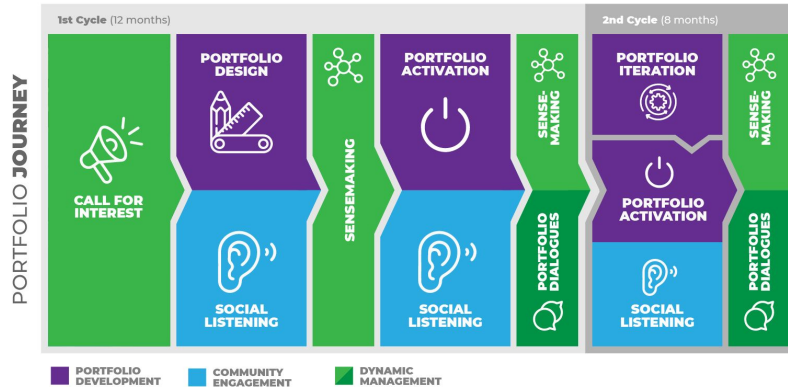 1st Cycle (12 months)
2nd Cycle (8 months)
PORTFOLIO JOURNEY
CALL FOR
INTEREST
PORTFOLIO
DESIGN
SOCIAL
LISTENING
SENSEMAKING
PORTFOLIO
ACTIVATION
SOCIAL
LISTENING
SENSE-
MAKING
PORTFOLIO
DIALOGUES
PORTFOLIO
ITERATION
PORTFOLIO
ACTIVATION
SOCIAL
LISTENING
SENSE-
MAKING
PORTFOLIO
DIALOGUES
PORTFOLIO
DEVELOPMENT
COMMUNITY
ENGAGEMENT
DYNAMIC
MANAGEMENT